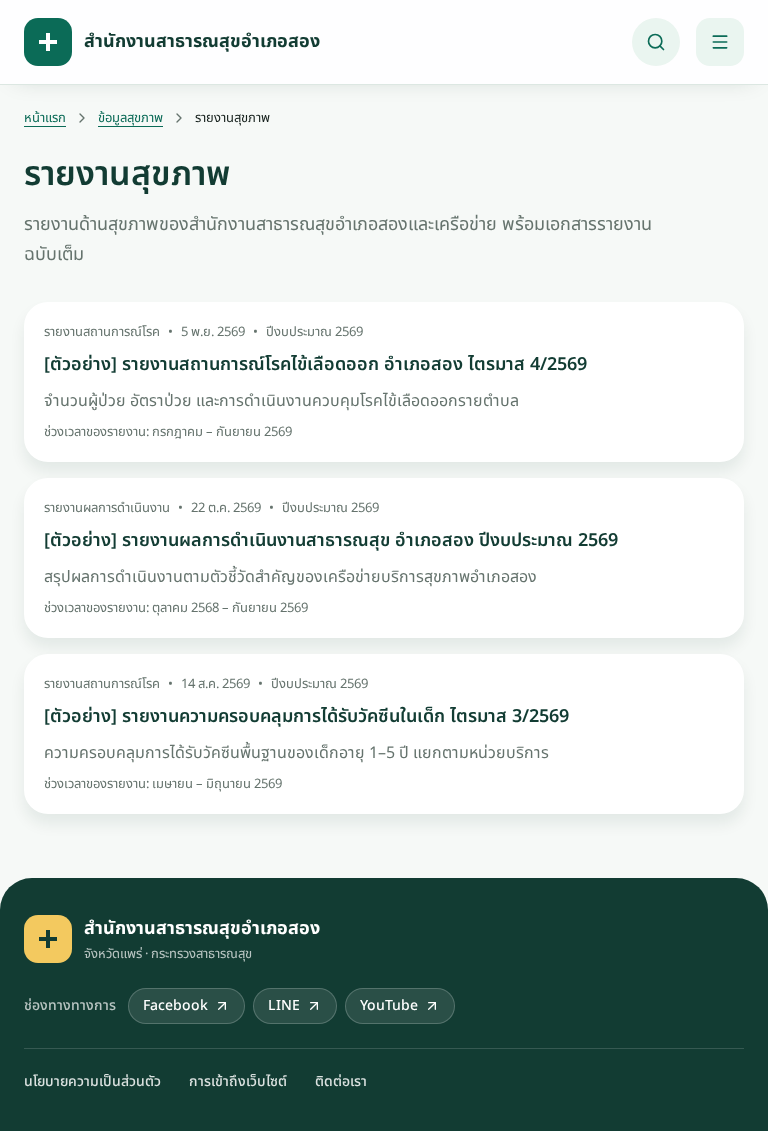 สำนักงานสาธารณสุขอำเภอสอง
หน้าแรก > ข้อมูลสุขภาพ > รายงานสุขภาพ
รายงานสุขภาพ
รายงานด้านสุขภาพของสำนักงานสาธารณสุขอำเภอสองและเครือข่าย พร้อมเอกสารรายงาน
ฉบับเต็ม
รายงานสถานการณ์โรค • 5 พ.ย. 2569 • ปีงบประมาณ 2569
[ตัวอย่าง] รายงานสถานการณ์โรคไข้เลือดออก อำเภอสอง ไตรมาส 4/2569
จำนวนผู้ป่วย อัตราป่วย และการดำเนินงานควบคุมโรคไข้เลือดออกรายตำบล
ช่วงเวลาของรายงาน: กรกฎาคม – กันยายน 2569
รายงานผลการดำเนินงาน • 22 ต.ค. 2569 • ปีงบประมาณ 2569
[ตัวอย่าง] รายงานผลการดำเนินงานสาธารณสุข อำเภอสอง ปีงบประมาณ 2569
สรุปผลการดำเนินงานตามตัวชี้วัดสำคัญของเครือข่ายบริการสุขภาพอำเภอสอง
ช่วงเวลาของรายงาน: ตุลาคม 2568 – กันยายน 2569
รายงานสถานการณ์โรค • 14 ส.ค. 2569 • ปีงบประมาณ 2569
[ตัวอย่าง] รายงานความครอบคลุมการได้รับวัคซีนในเด็ก ไตรมาส 3/2569
ความครอบคลุมการได้รับวัคซีนพื้นฐานของเด็กอายุ 1–5 ปี แยกตามหน่วยบริการ
ช่วงเวลาของรายงาน: เมษายน – มิถุนายน 2569
สำนักงานสาธารณสุขอำเภอสอง
จังหวัดแพร่ · กระทรวงสาธารณสุข
ช่องทางทางการ Facebook LINE YouTube
นโยบายความเป็นส่วนตัว การเข้าถึงเว็บไซต์ ติดต่อเรา